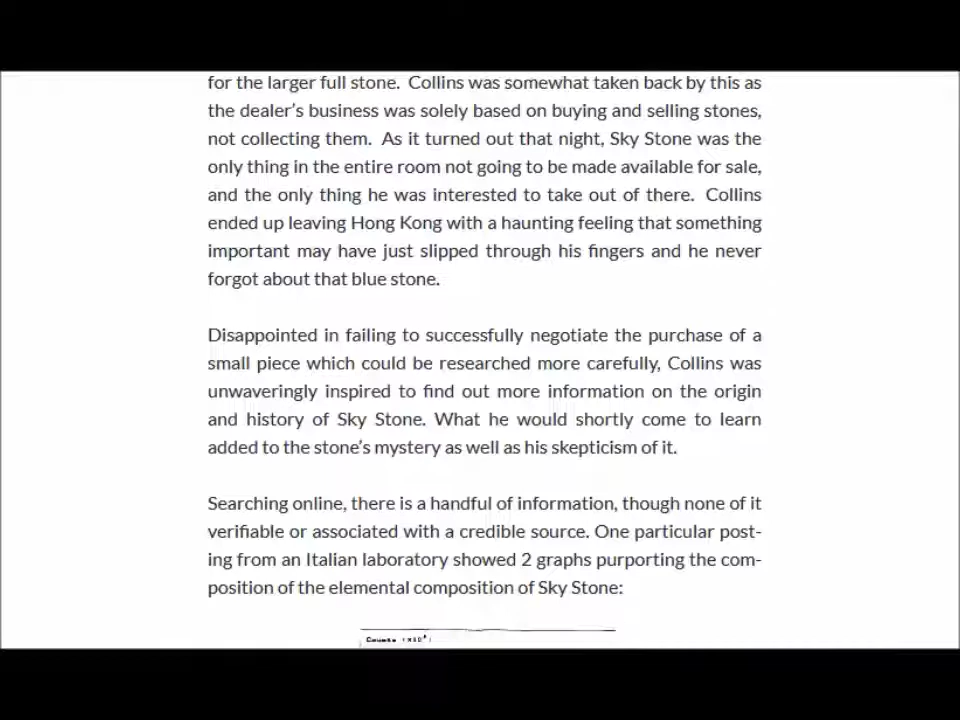 for the larger full stone. Collins was somewhat taken back by this as
the dealer’s business was solely based on buying and selling stones,
not collecting them. As it turned out that night, Sky Stone was the
only thing in the entire room not going to be made available for sale,
and the only thing he was interested to take out of there. Collins
ended up leaving Hong Kong with a haunting feeling that something
important may have just slipped through his fingers and he never
forgot about that blue stone.
Disappointed in failing to successfully negotiate the purchase of a
small piece which could be researched more carefully, Collins was
unwaveringly inspired to find out more information on the origin
and history of Sky Stone. What he would shortly come to learn
added to the stone’s mystery as well as his skepticism of it.
Searching online, there is a handful of information, though none of it
verifiable or associated with a credible source. One particular post-
ing from an Italian laboratory showed 2 graphs purporting the com-
position of the elemental composition of Sky Stone: